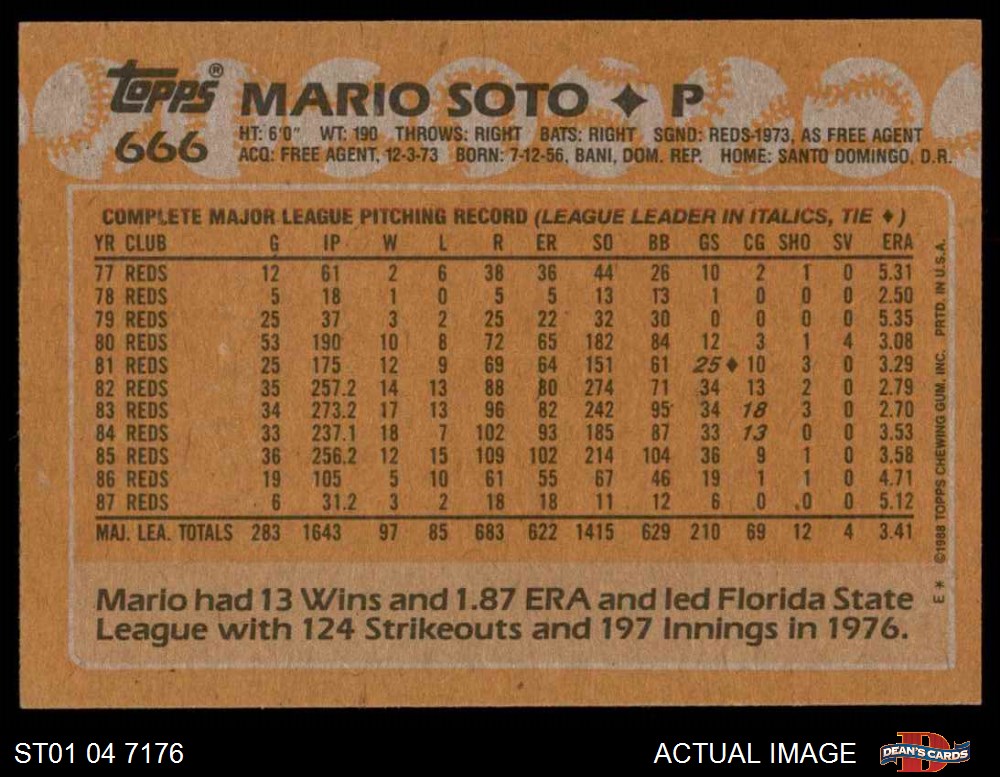 topps® MARIO SOTO ✦ P
666 HT: 6'0" WT: 190 THROWS: RIGHT BATS: RIGHT SGND: REDS-1973, AS FREE AGENT
ACQ: FREE AGENT, 12-3-73 BORN: 7-12-56, BANI, DOM. REP. HOME: SANTO DOMINGO, D.R.
COMPLETE MAJOR LEAGUE PITCHING RECORD (LEAGUE LEADER IN ITALICS, TIE ♦)
YR CLUB G IP W L R ER SO BB GS CG SHO SV ERA
77 REDS 12 61 2 6 38 36 44 26 10 2 1 0 5.31
78 REDS 5 18 1 0 5 5 13 13 1 0 0 0 2.50
79 REDS 25 37 3 2 25 22 32 30 0 0 0 0 5.35
80 REDS 53 190 10 8 72 65 182 84 12 3 1 4 3.08
81 REDS 25 175 12 9 69 64 151 61 25♦ 10 3 0 3.29
82 REDS 35 257.2 14 13 88 80 274 71 34 13 2 0 2.79
83 REDS 34 273.2 17 13 96 82 242 95 34 18 3 0 2.70
84 REDS 33 237.1 18 7 102 93 185 87 33 13 0 0 3.53
85 REDS 36 256.2 12 15 109 102 214 104 36 9 1 0 3.58
86 REDS 19 105 5 10 61 55 67 46 19 1 1 0 4.71
87 REDS 6 31.2 3 2 18 18 11 12 6 0 0 0 5.12
MAJ. LEA. TOTALS 283 1643 97 85 683 622 1415 629 210 69 12 4 3.41
E * ©1988 TOPPS CHEWING GUM, INC. PRTD. IN U.S.A.
Mario had 13 Wins and 1.87 ERA and led Florida State
League with 124 Strikeouts and 197 Innings in 1976.
ST01 04 7176 ACTUAL IMAGE DEAN'S CARDS